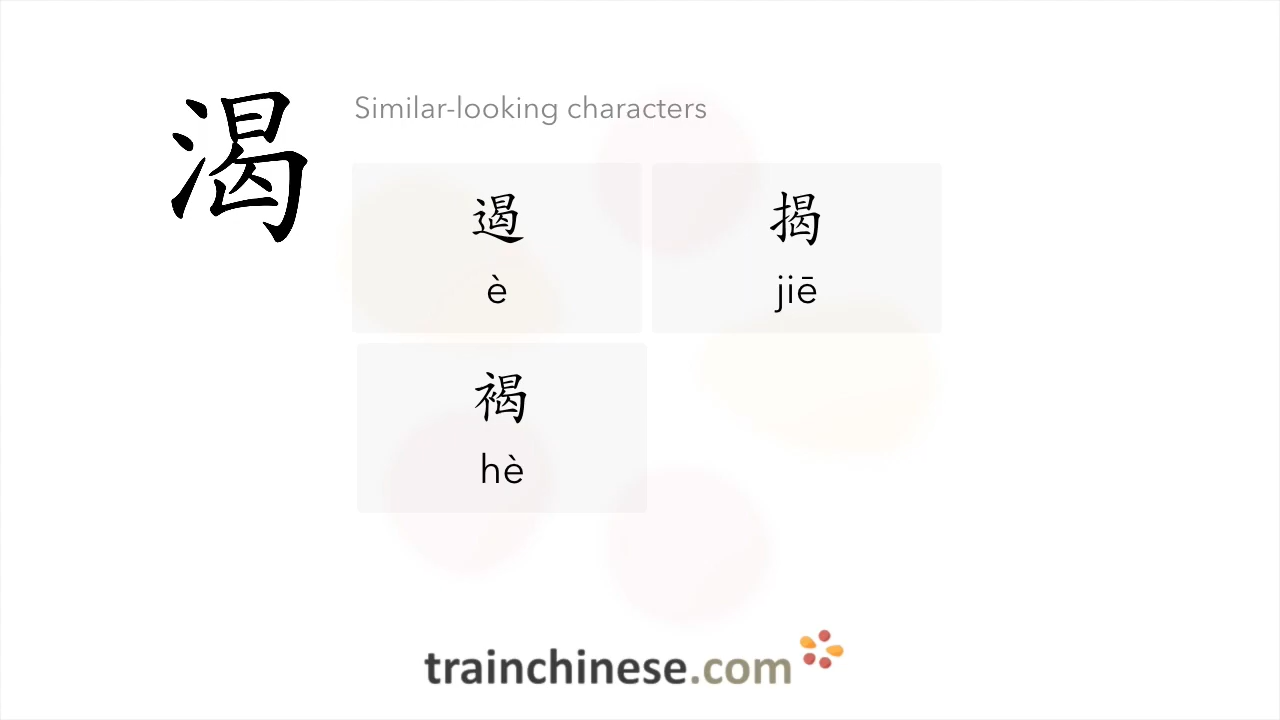 渴
Similar-looking characters
遏
è
揭
jiē
褐
hè
trainchinese.com